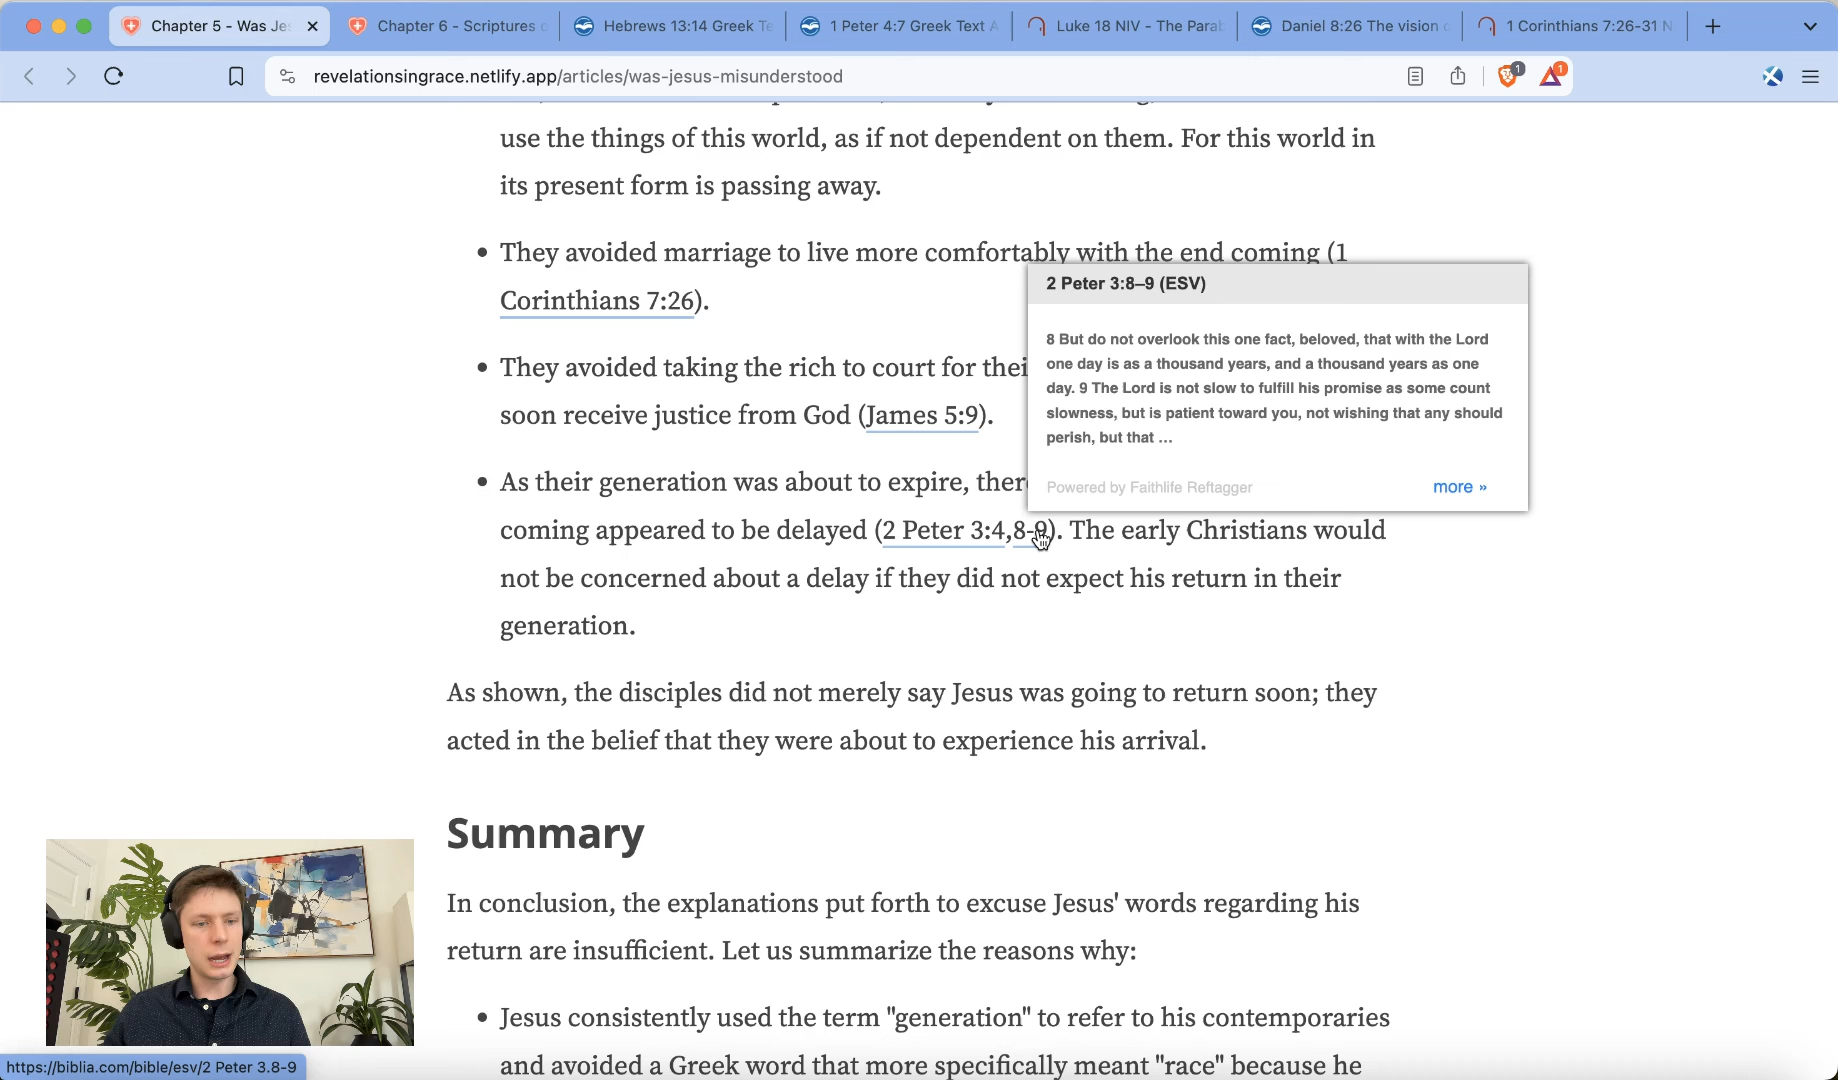 Chapter 5 - Was Je
Chapter 6 - Scriptures
Hebrews 13:14 Greek Te
1 Peter 4:7 Greek Text A
Luke 18 NIV - The Parab
Daniel 8:26 The vision
1 Corinthians 7:26-31 N
revelationsingrace.netlify.app/articles/was-jesus-misunderstood
1
1
use the things of this world, as if not dependent on them. For this world in
its present form is passing away.
• They avoided marriage to live more comfortably with the end coming (1
Corinthians 7:26).
• They avoided taking the rich to court for thei
soon receive justice from God (James 5:9).
• As their generation was about to expire, ther
coming appeared to be delayed (2 Peter 3:4,8-9). The early Christians would
not be concerned about a delay if they did not expect his return in their
generation.
2 Peter 3:8–9 (ESV)
8 But do not overlook this one fact, beloved, that with the Lord
one day is as a thousand years, and a thousand years as one
day. 9 The Lord is not slow to fulfill his promise as some count
slowness, but is patient toward you, not wishing that any should
perish, but that ...
Powered by Faithlife Reftagger
more »
As shown, the disciples did not merely say Jesus was going to return soon; they
acted in the belief that they were about to experience his arrival.
Summary
In conclusion, the explanations put forth to excuse Jesus' words regarding his
return are insufficient. Let us summarize the reasons why:
• Jesus consistently used the term "generation" to refer to his contemporaries
and avoided a Greek word that more specifically meant "race" because he
https://biblia.com/bible/esv/2 Peter 3.8-9